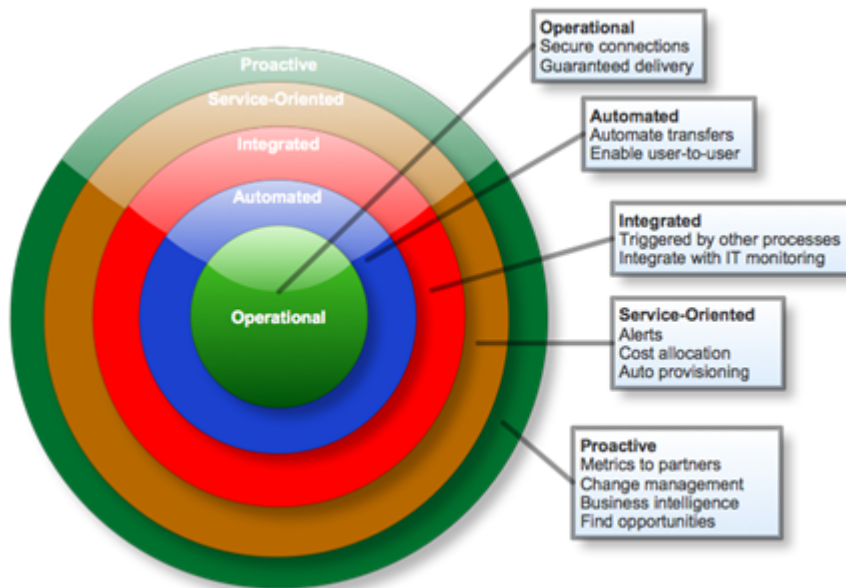 Proactive
Service-Oriented
Integrated
Automated
Operational
Operational
Secure connections
Guaranteed delivery
Automated
Automate transfers
Enable user-to-user
Integrated
Triggered by other processes
Integrate with IT monitoring
Service-Oriented
Alerts
Cost allocation
Auto provisioning
Proactive
Metrics to partners
Change management
Business intelligence
Find opportunities